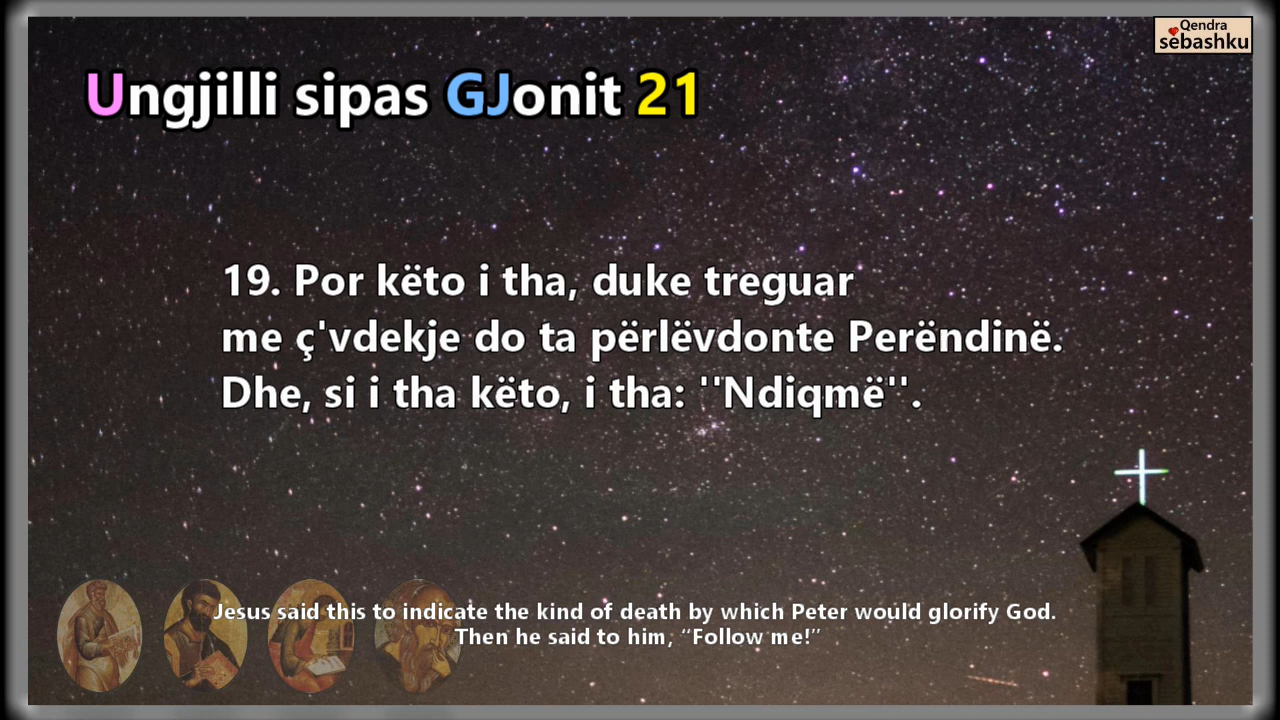 Qendra
sëbashku
Ungjilli sipas GJonit 21
19. Por këto i tha, duke treguar
me ç'vdekje do ta përlëvdonte Perëndinë.
Dhe, si i tha këto, i tha: ''Ndiqmë''.
Jesus said this to indicate the kind of death by which Peter would glorify God.
Then he said to him, “Follow me!”